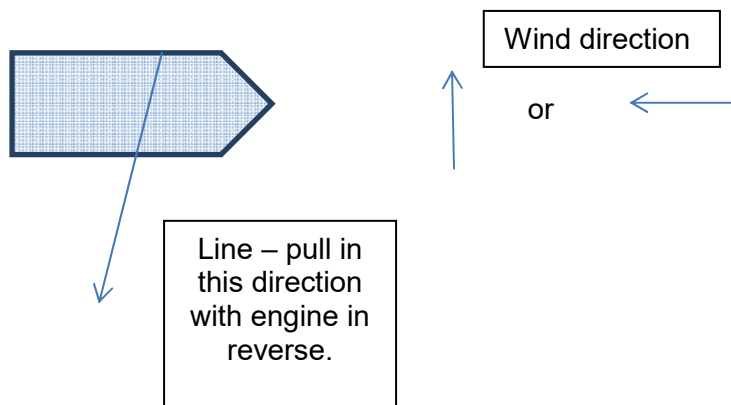 Wind direction
or
Line – pull in
this direction
with engine in
reverse.